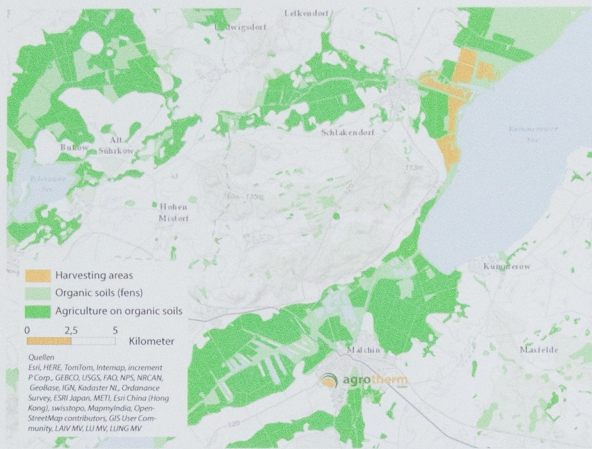 Lelkendorf
Ludwigsdorf
Schlakendorf
Bukow
Alt
Sührkow
Hohen
Mistorf
Kummerow
Malchin
Maxfelde
agrotherm
Harvesting areas
Organic soils (fens)
Agriculture on organic soils
0 2,5 5
Kilometer
Quellen
Esri, HERE, TomTom, Intermap, increment
P Corp., GEBCO, USGS, FAO, NPS, NRCAN,
GeoBase, IGN, Kadaster NL, Ordanance
Survey, ESRI Japan, METI, Esri China (Hong
Kong), swisstopo, MapmyIndia, Open-
StreetMap contributors, GIS User Com-
munity, LAIV MV, LU MV, LUNG MV